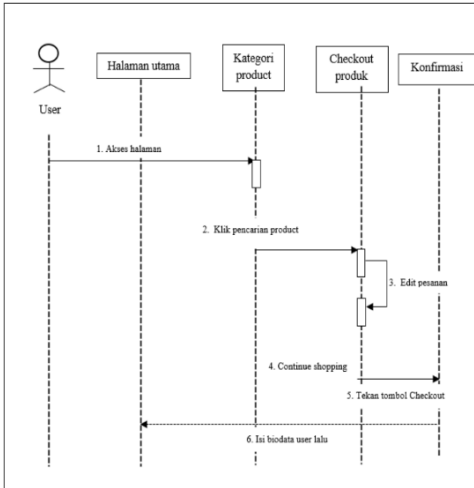 Halaman utama
Kategori
product
Checkout
produk
Konfirmasi
User
1. Akses halaman
2. Klik pencarian product
3. Edit pesanan
4. Continue shopping
5. Tekan tombol Checkout
6. Isi biodata user lalu